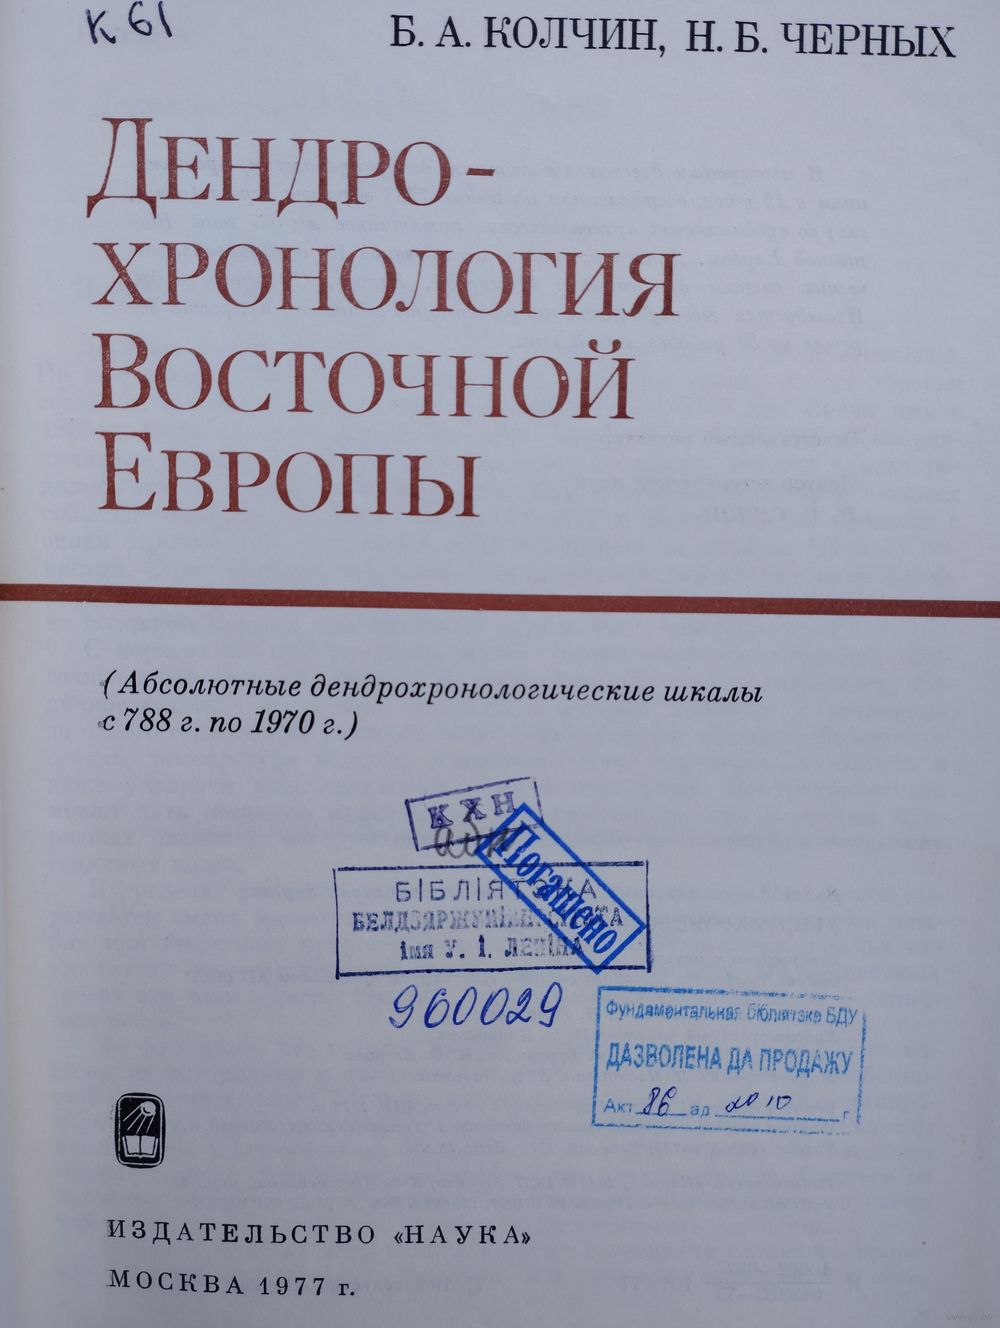 К 61
Б. А. КОЛЧИН, Н. Б. ЧЕРНЫХ
ДЕНДРО-
ХРОНОЛОГИЯ
ВОСТОЧНОЙ
ЕВРОПЫ
(Абсолютные дендрохронологические шкалы
с 788 г. по 1970 г.)
КХН
Погашено
БІБЛІЯТЭКА
БЕЛДЗЯРЖУНІВЕРСІТЭТА
імя У. І. ЛЕНІНА
960029
Фундаментальная бібліятэка БДУ
ДАЗВОЛЕНА ДА ПРОДАЖУ
Акт 86 ад 2010 г
ИЗДАТЕЛЬСТВО «НАУКА»
МОСКВА 1977 г.